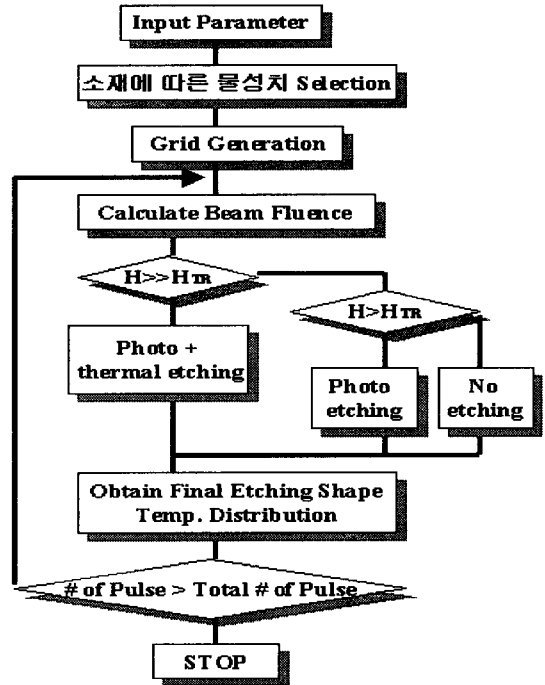 Input Parameter
소재에 따른 물성치 Selection
Grid Generation
Calculate Beam Fluence
H>>HTR
H>HTR
Photo +
thermal etching
Photo
etching
No
etching
Obtain Final Etching Shape
Temp. Distribution
# of Pulse > Total # of Pulse
STOP